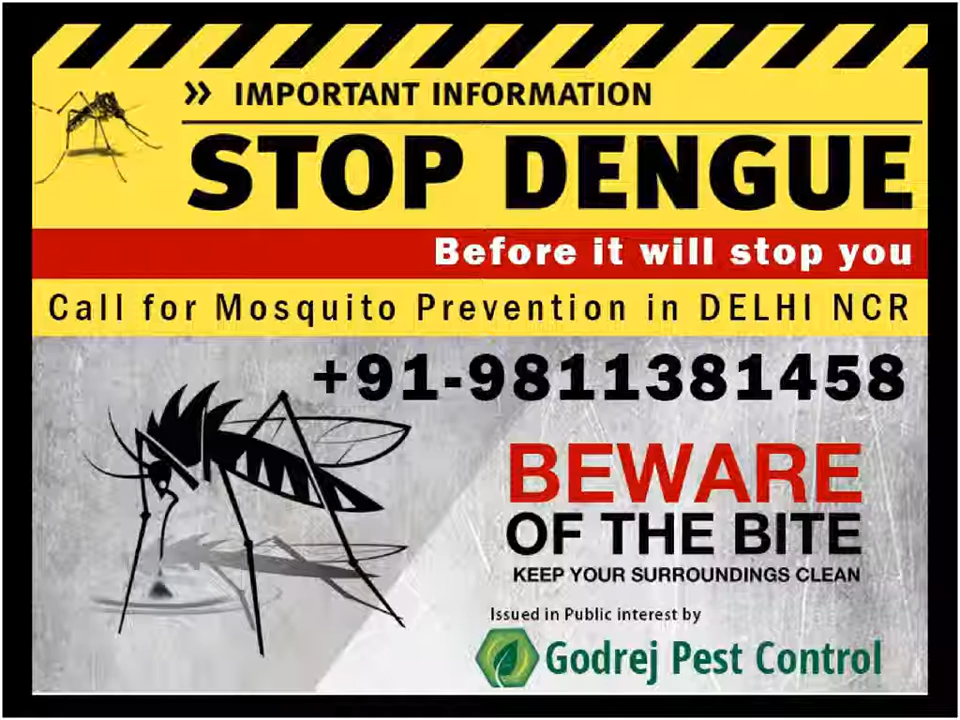 » IMPORTANT INFORMATION
STOP DENGUE
Before it will stop you
Call for Mosquito Prevention in DELHI NCR
+91-9811381458
BEWARE
OF THE BITE
KEEP YOUR SURROUNDINGS CLEAN
Issued in Public interest by
Godrej Pest Control